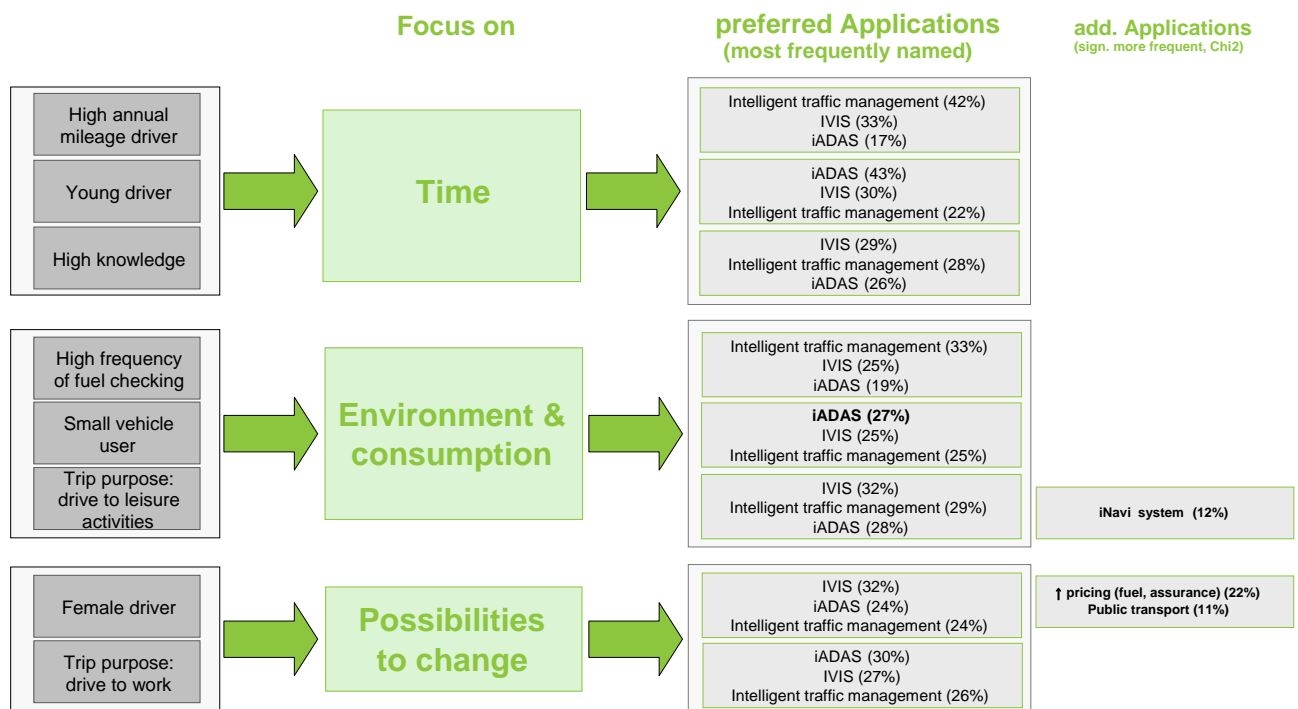 Focus on
preferred Applications
(most frequently named)
add. Applications
(sign. more frequent, Chi2)
High annual
mileage driver
Young driver
High knowledge
Time
Intelligent traffic management (42%)
IVIS (33%)
iADAS (17%)
iADAS (43%)
IVIS (30%)
Intelligent traffic management (22%)
IVIS (29%)
Intelligent traffic management (28%)
iADAS (26%)
High frequency
of fuel checking
Small vehicle
user
Trip purpose:
drive to leisure
activities
Environment &
consumption
Intelligent traffic management (33%)
IVIS (25%)
iADAS (19%)
iADAS (27%)
IVIS (25%)
Intelligent traffic management (25%)
IVIS (32%)
Intelligent traffic management (29%)
iADAS (28%)
iNavi system (12%)
Female driver
Trip purpose:
drive to work
Possibilities
to change
IVIS (32%)
iADAS (24%)
Intelligent traffic management (24%)
iADAS (30%)
IVIS (27%)
Intelligent traffic management (26%)
↑ pricing (fuel, assurance) (22%)
Public transport (11%)